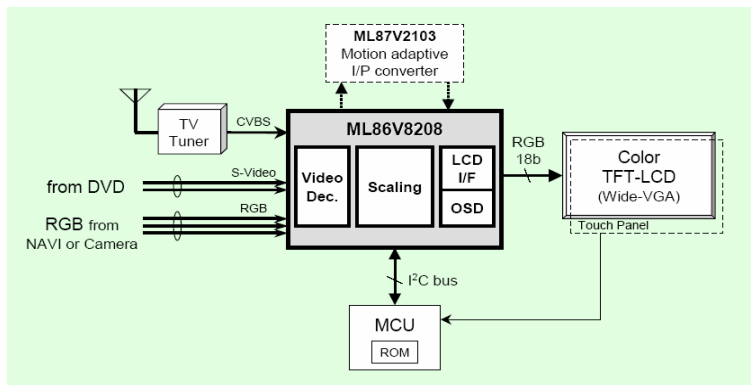 ML87V2103
Motion adaptive
I/P converter
TV
Tuner
CVBS
ML86V8208
Video
Dec.
Scaling
LCD
I/F
OSD
RGB
18b
Color
TFT-LCD
(Wide-VGA)
Touch Panel
from DVD
S-Video
RGB from
NAVI or Camera
RGB
I²C bus
MCU
ROM